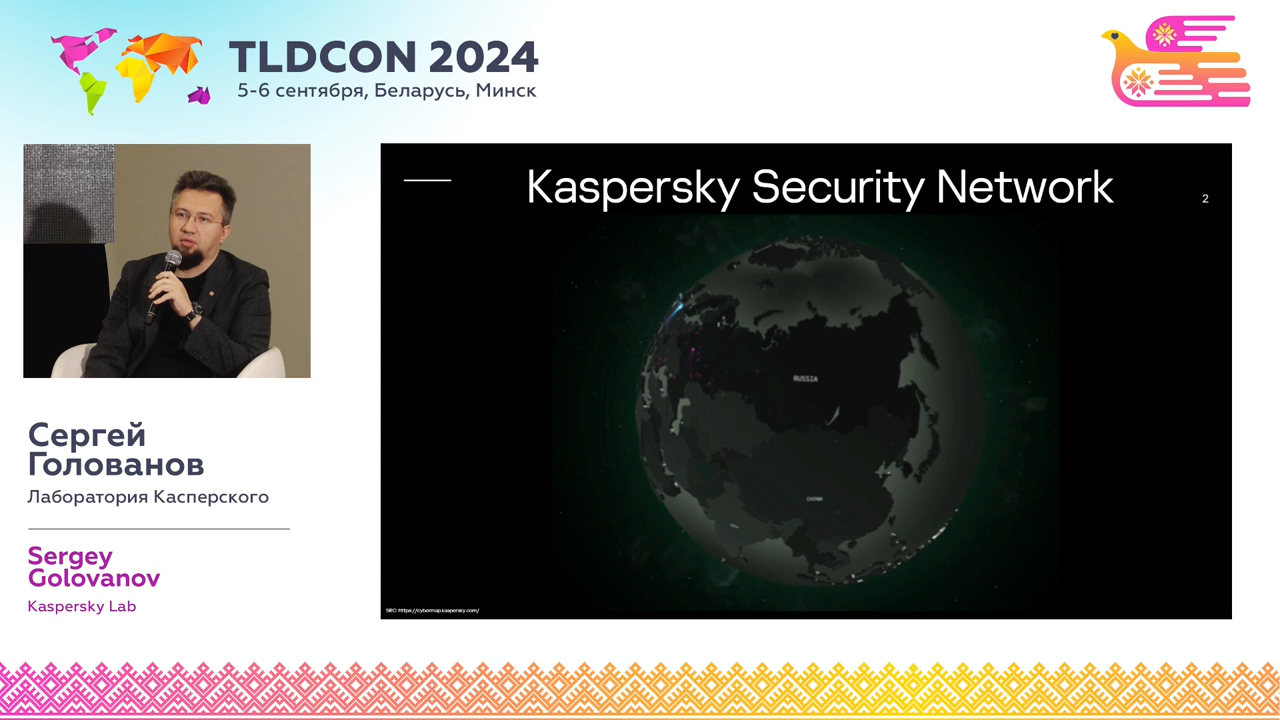 TLDCON 2024
5-6 сентября, Беларусь, Минск
Kaspersky Security Network
2
RUSSIA
CHINA
SRC: https://cybermap.kaspersky.com/
Сергей
Голованов
Лаборатория Касперского
Sergey
Golovanov
Kaspersky Lab